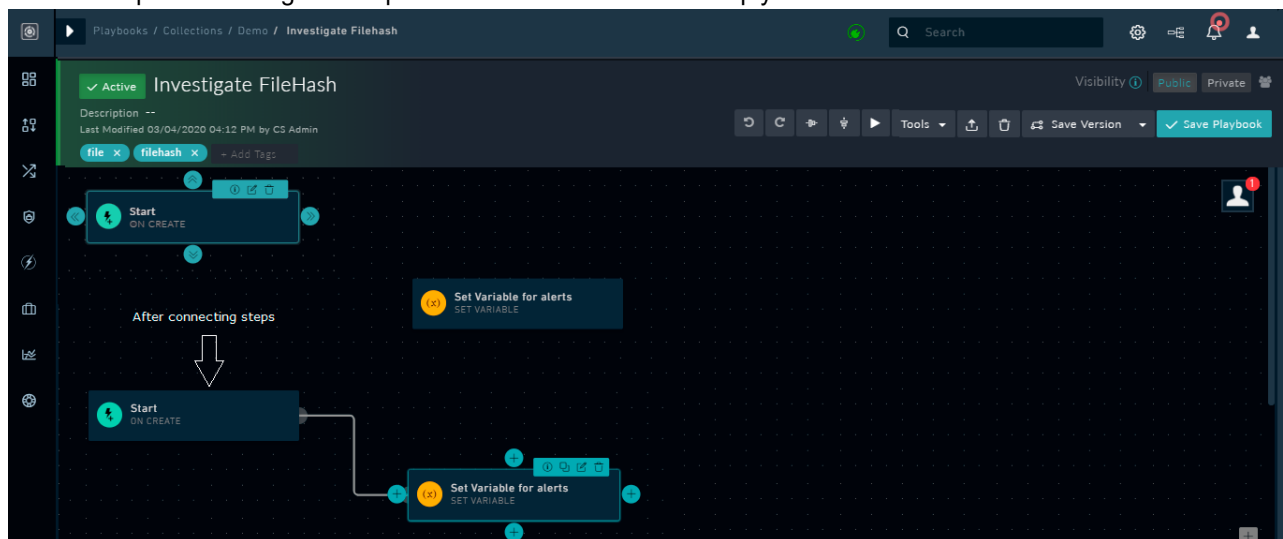 Playbooks / Collections / Demo / Investigate Filehash
Search
Active Investigate FileHash
Visibility Public Private
Description --
Last Modified 03/04/2020 04:12 PM by CS Admin
Tools Save Version Save Playbook
file × filehash × + Add Tags
1
Start
ON CREATE
(x) Set Variable for alerts
SET VARIABLE
After connecting steps
Start
ON CREATE
(x) Set Variable for alerts
SET VARIABLE